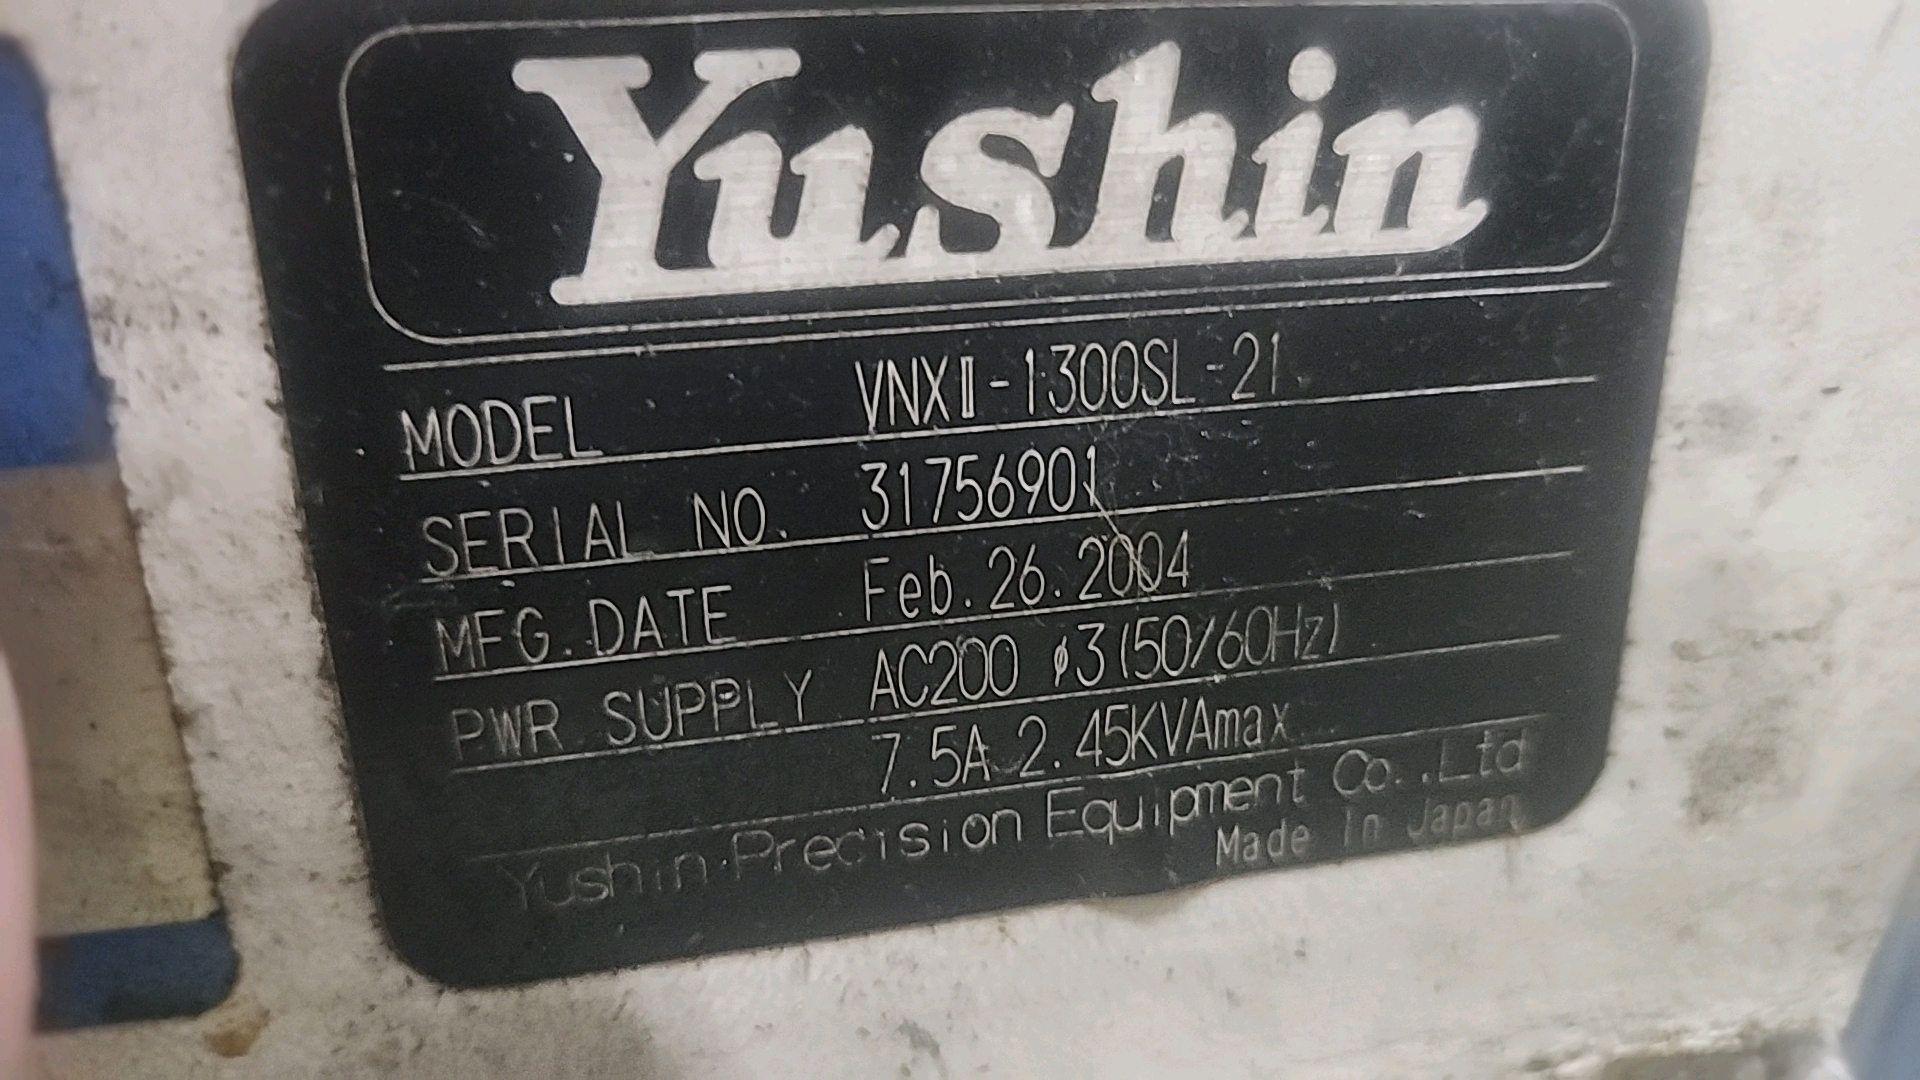 Yushin
MODEL VNXⅡ-1300SL-21
SERIAL NO. 31756901
MFG.DATE Feb.26.2004
PWR SUPPLY AC200 φ3(50/60Hz)
7.5A 2.45KVAmax
Yushin Precision Equipment Co.,Ltd
Made in Japan